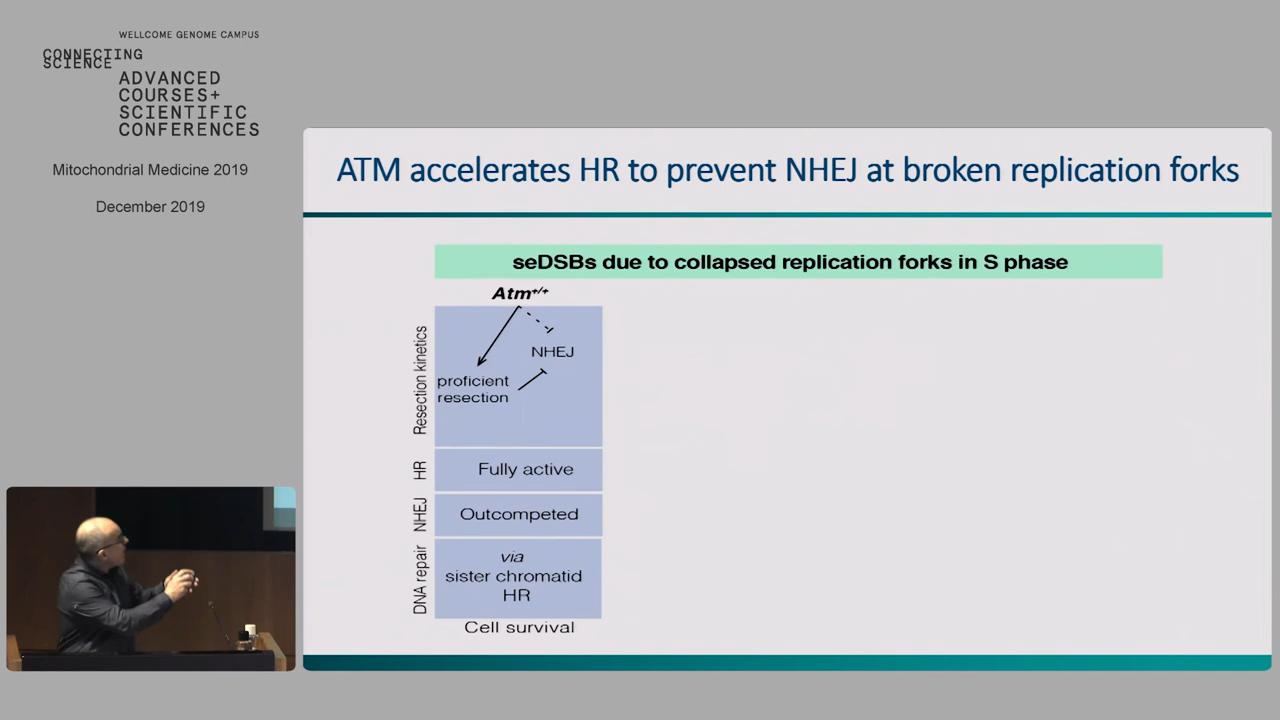 WELLCOME GENOME CAMPUS
CONNECTING
SCIENCE
ADVANCED
COURSES+
SCIENTIFIC
CONFERENCES
Mitochondrial Medicine 2019
December 2019
ATM accelerates HR to prevent NHEJ at broken replication forks
seDSBs due to collapsed replication forks in S phase
Atm+/+
Resection kinetics
NHEJ
proficient
resection
HR
Fully active
NHEJ
Outcompeted
DNA repair
via
sister chromatid
HR
Cell survival